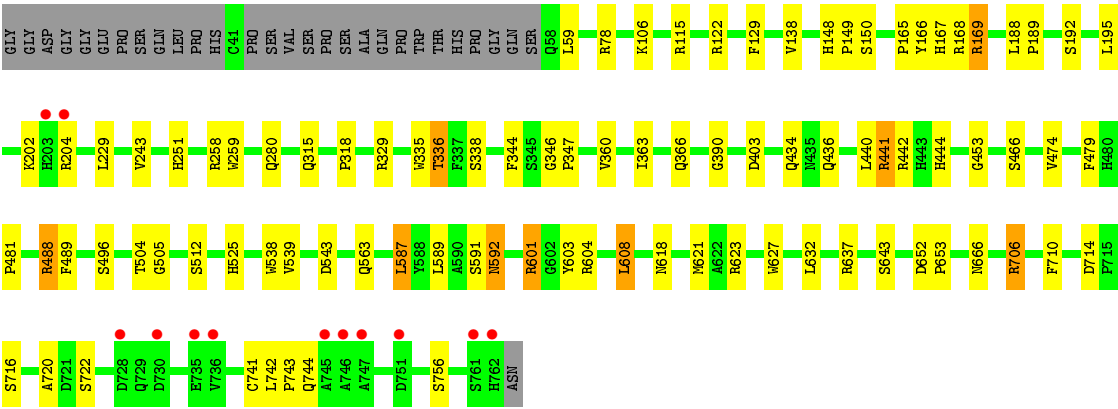 GLY GLY ASP GLY GLY GLU PRO SER GLN LEU PRO HIS C41 PRO SER VAL SER PRO SER ALA GLN PRO TRP THR HIS PRO GLY GLN SER Q58 L59 R78 K106 R115 R122 F129 V138 H148 P149 S150 P165 Y166 H167 R168 R169 L188 P189 S192 L195
K202 H203 R204 L229 V243 H251 R258 W259 Q280 Q315 P318 R329 W335 T336 F337 S338 F344 S345 G346 P347 V360 I363 Q366 G390 D403 Q434 N435 Q436 L440 R441 R442 H443 H444 G453 S466 V474 F479 H480
P481 R488 F489 S496 T504 G505 S512 H525 W538 V539 D543 Q563 L587 Y588 L589 A590 S591 N592 R601 G602 Y603 R604 L608 N618 M621 A622 R623 W627 L632 R637 S643 D652 P653 N666 R706 F710 D714 P715
S716 A720 D721 S722 D728 Q729 D730 E735 V736 C741 L742 P743 Q744 A745 A746 A747 D751 S756 S761 H762 ASN